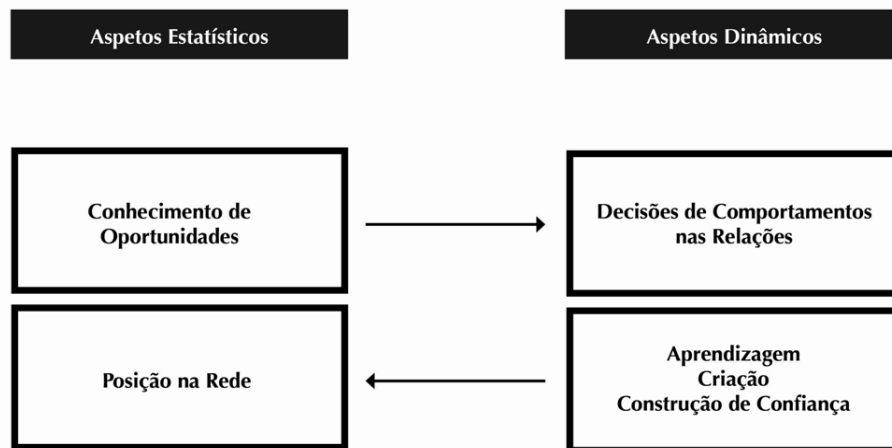 Aspetos Estatísticos
Aspetos Dinâmicos
Conhecimento de
Oportunidades
Decisões de Comportamentos
nas Relações
Posição na Rede
Aprendizagem
Criação
Construção de Confiança